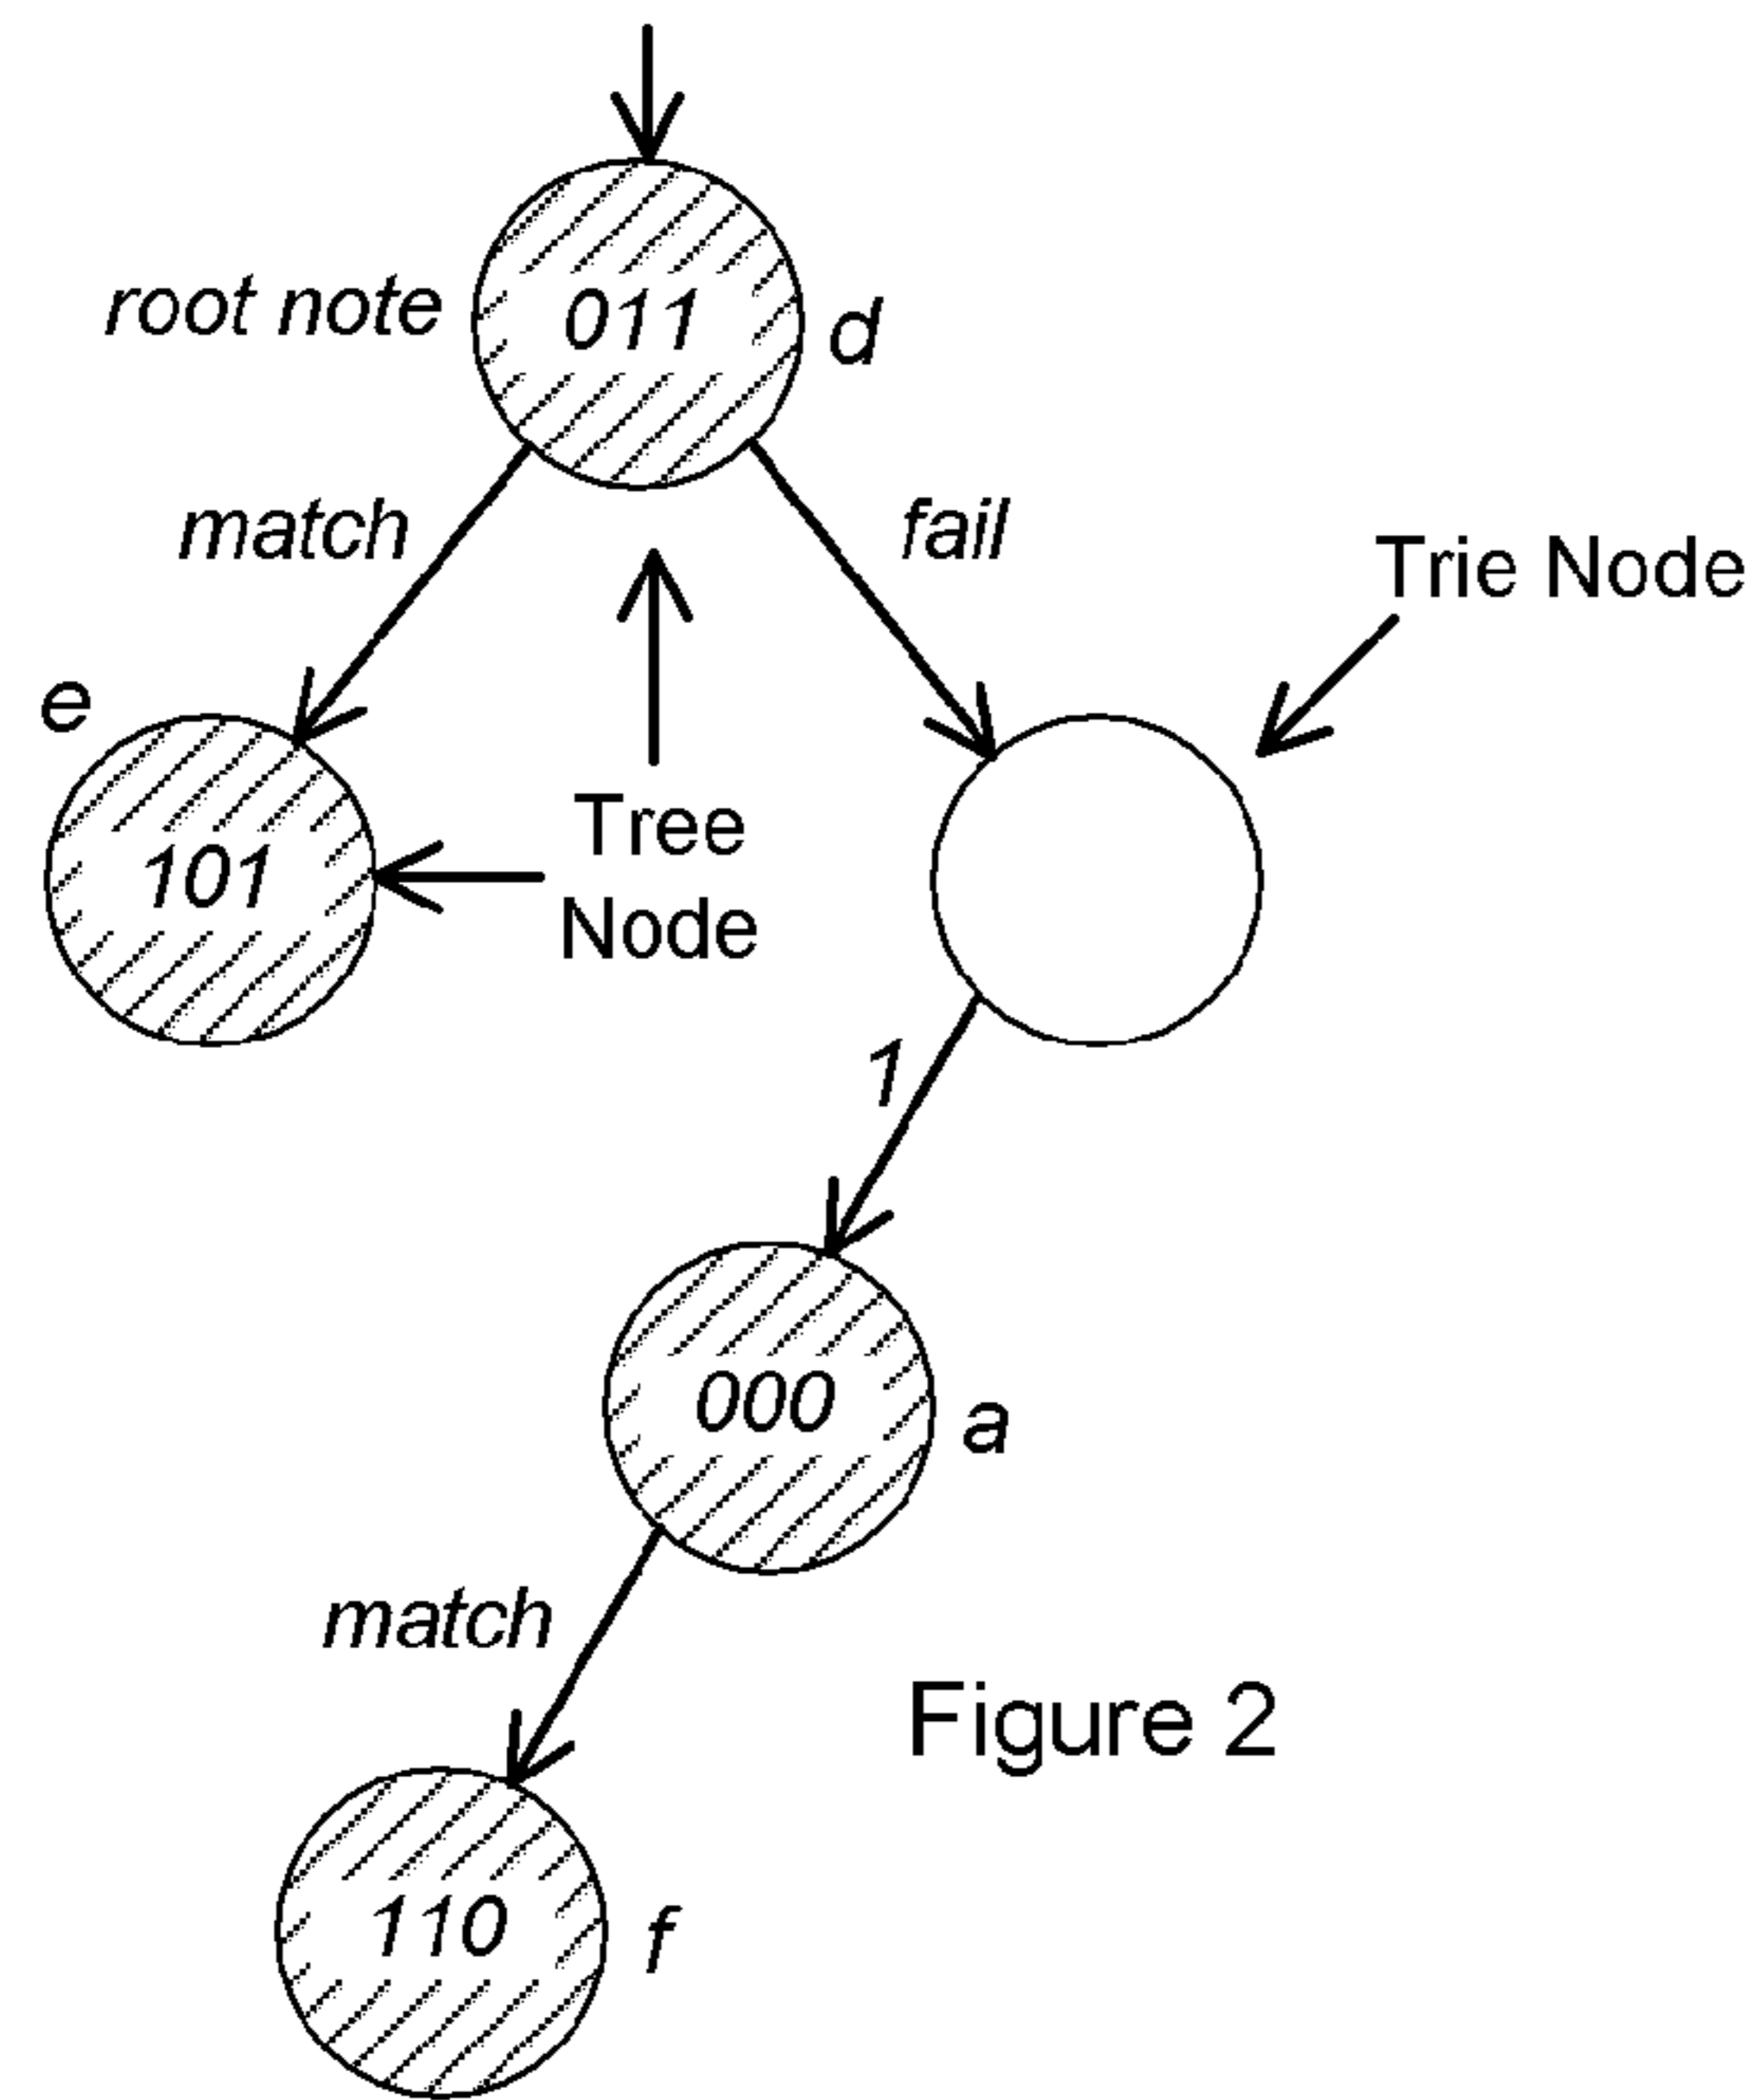 root note
011
d
match
fail
Trie Node
e
Tree
Node
101
1
000
a
match
Figure 2
110
f